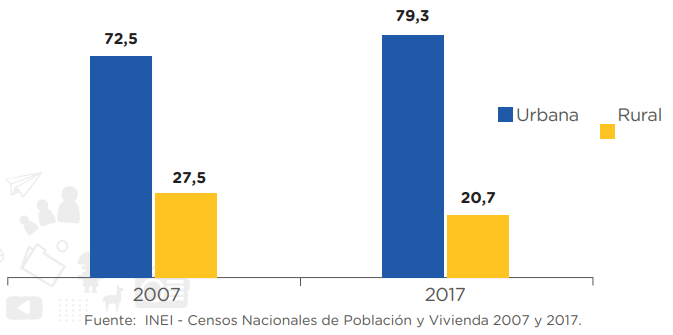 79,3
72,5
Urbana Rural
27,5
20,7
2007 2017
Fuente: INEI - Censos Nacionales de Población y Vivienda 2007 y 2017.